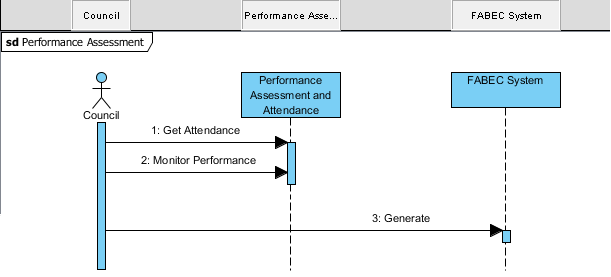 Council
Performance Asse...
FABEC System
sd Performance Assessment
Performance
Assessment and
Attendance
FABEC System
Council
1: Get Attendance
2: Monitor Performance
3: Generate